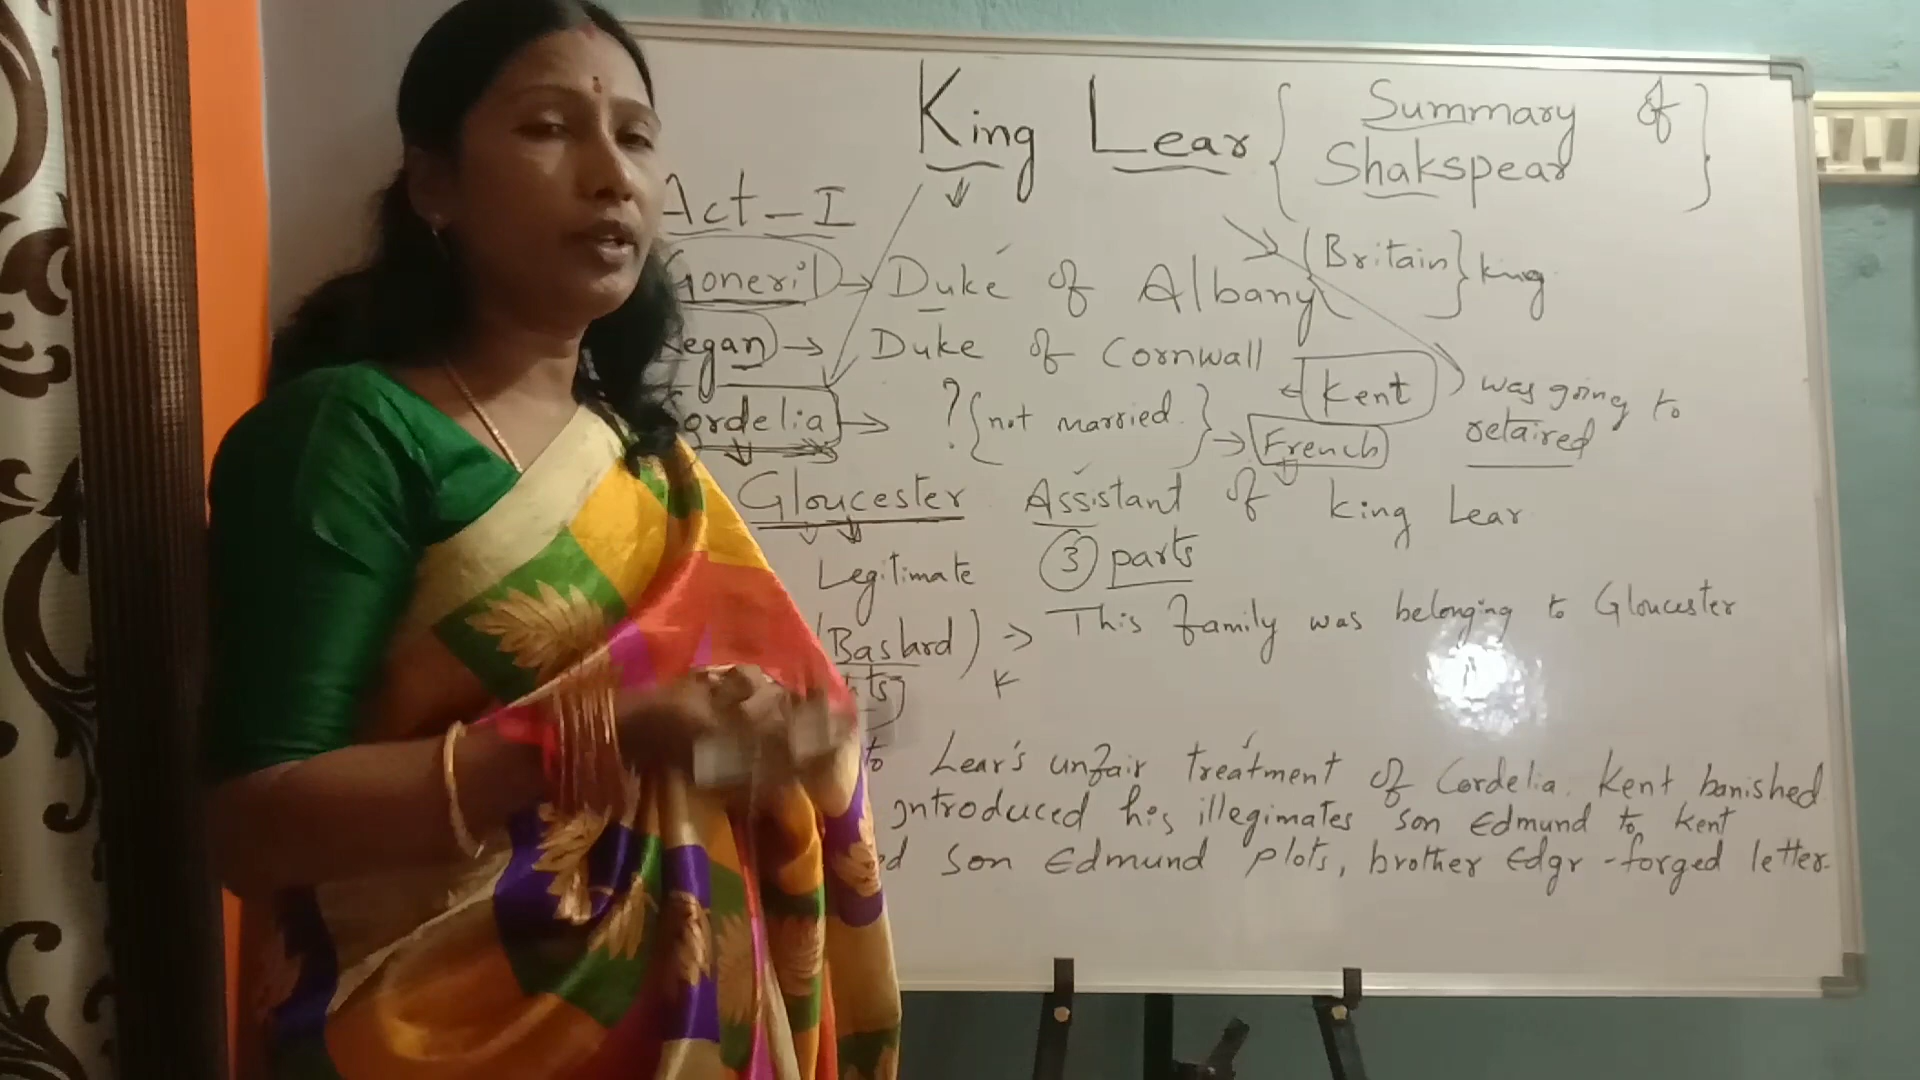 King Lear { Summary of
Shakspear }
Act - I
Goneril → Duke of Albany
(Britain} king
Regan → Duke of Cornwall
Kent
was going to
retaired
Cordelia → ? {not married } → French
Gloucester Assistant of king Lear
Legitimate ③ parts
(Bastard) → This family was belonging to Gloucester
K
to Lear's unfair treatment of Cordelia. Kent banished
introduced his illegimates son Edmund to kent
son Edmund plots, brother Edgr - forged letter.